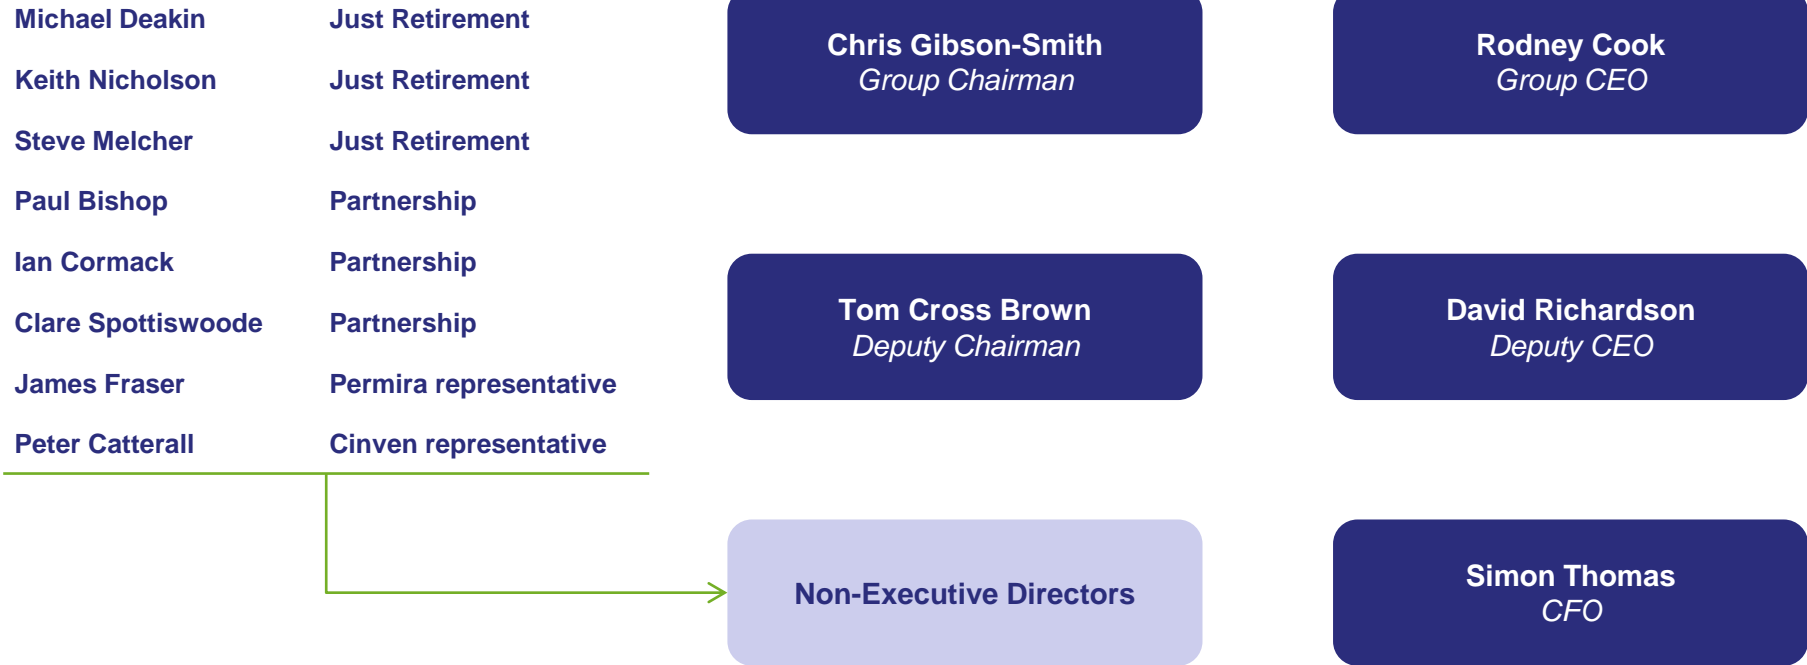 Michael Deakin Just Retirement
Keith Nicholson Just Retirement
Steve Melcher Just Retirement
Paul Bishop Partnership
Ian Cormack Partnership
Clare Spottiswoode Partnership
James Fraser Permira representative
Peter Catterall Cinven representative
Chris Gibson-Smith
Group Chairman
Rodney Cook
Group CEO
Tom Cross Brown
Deputy Chairman
David Richardson
Deputy CEO
Non-Executive Directors
Simon Thomas
CFO